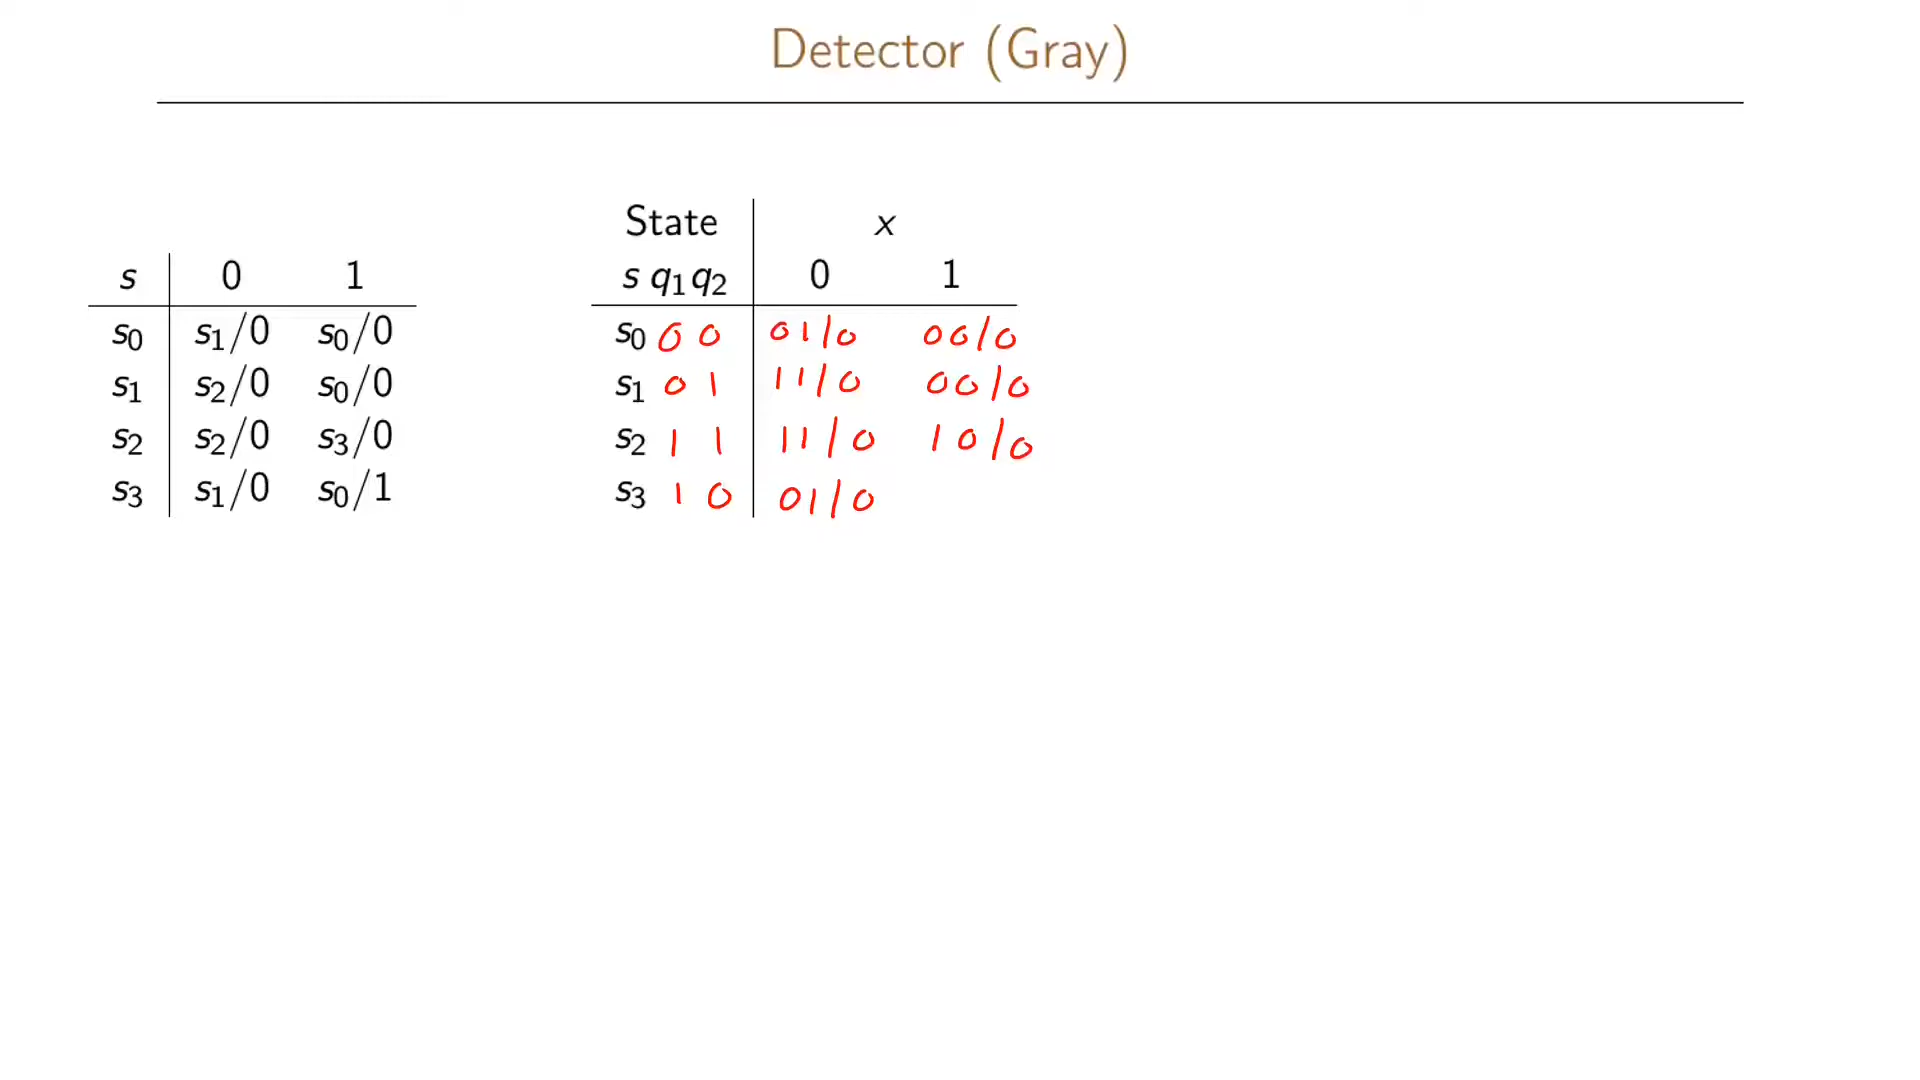 Detector (Gray)
s 0 1
s0 s1/0 s0/0
s1 s2/0 s0/0
s2 s2/0 s3/0
s3 s1/0 s0/1
State x
s q1q2 0 1
s0 0 0 01/0 00/0
s1 0 1 11/0 00/0
s2 1 1 11/0 10/0
s3 1 0 01/0